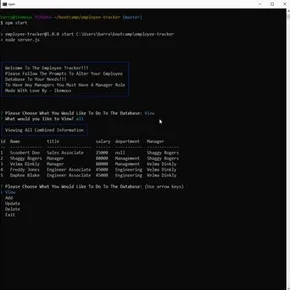 npm
barra MINGW64 ~/bootcamp/employee-tracker (master)
$ npm start
> employee-tracker@1.0.0 start C:\Users\barra\bootcamp\employee-tracker
> node server.js
Welcome To The Employee Tracker!!!
Please Follow The Prompts To Alter Your Employee
Database To Your Needs!!!
To Have Any Managers You Must Have A Manager Role
Made With Love By -
? Please Choose What You Would Like To Do To The Database: View
? What would you like to View? All
Viewing All Combined Information
id Name title salary department Manager
1 Scoobert Doo Sales Associate 35000 null Shaggy Rogers
2 Shaggy Rogers Manager 80000 Management Shaggy Rogers
3 Velma Dinkly Manager 80000 Management Velma Dinkly
4 Freddy Jones Engineer Associate 45000 Engineering Velma Dinkly
5 Daphne Blake Engineer Associate 45000 Engineering Velma Dinkly
? Please Choose What You Would Like To Do To The Database: (Use arrow keys)
> View
Add
Update
Delete
Exit